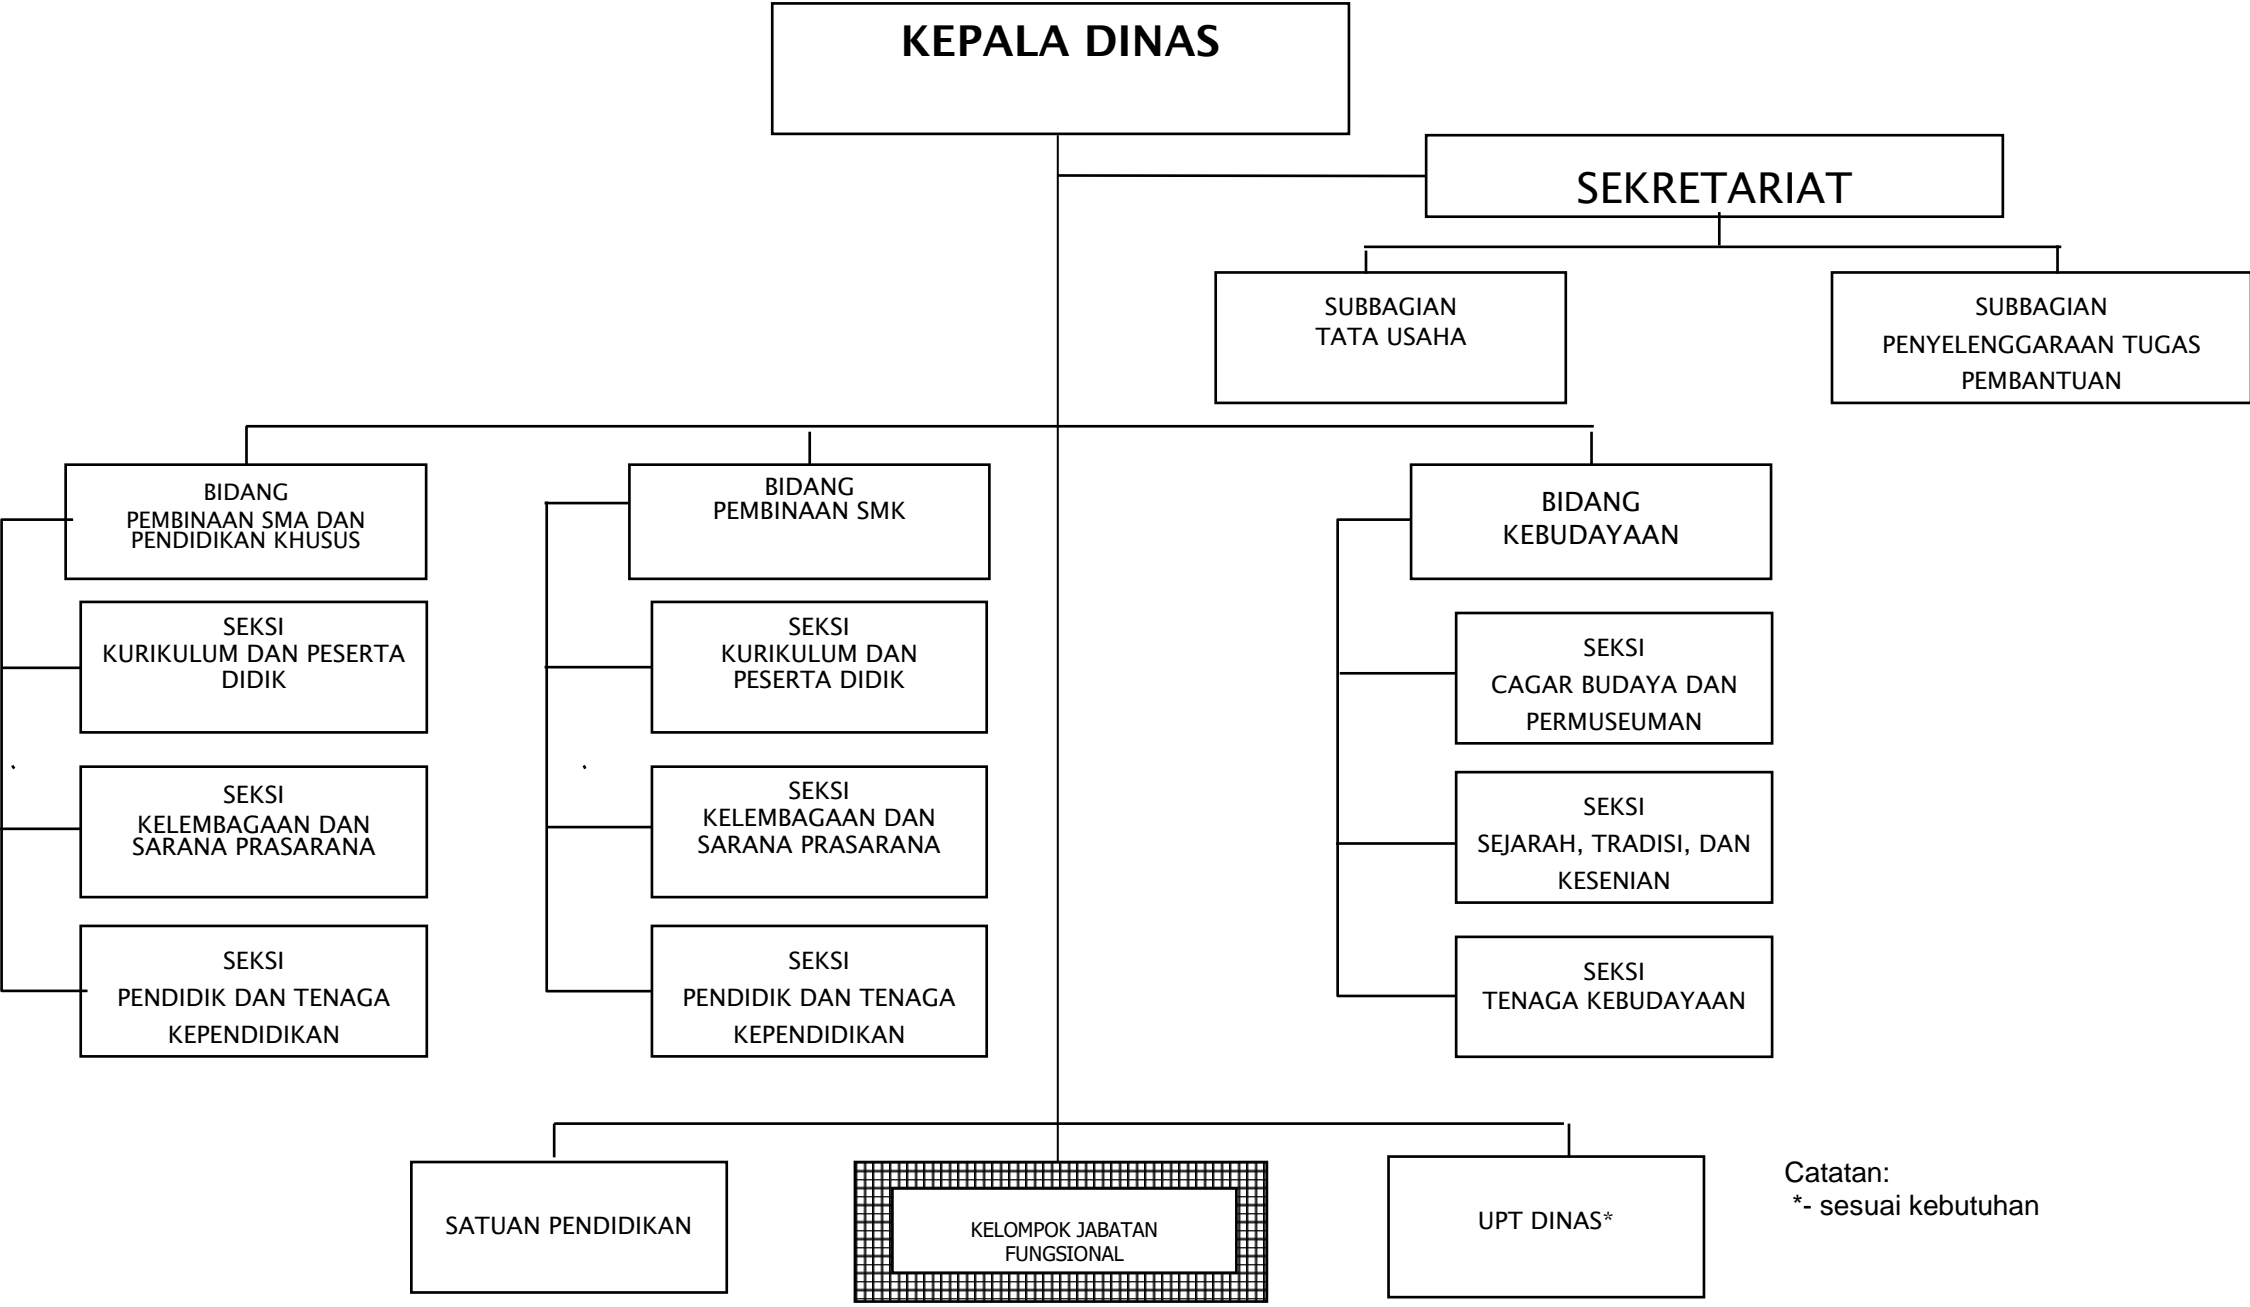 KEPALA DINAS
SEKRETARIAT
SUBBAGIAN
TATA USAHA
SUBBAGIAN
PENYELENGGARAAN TUGAS
PEMBANTUAN
BIDANG
PEMBINAAN SMA DAN
PENDIDIKAN KHUSUS
BIDANG
PEMBINAAN SMK
BIDANG
KEBUDAYAAN
SEKSI
KURIKULUM DAN PESERTA
DIDIK
SEKSI
KURIKULUM DAN
PESERTA DIDIK
SEKSI
CAGAR BUDAYA DAN
PERMUSEUMAN
SEKSI
KELEMBAGAAN DAN
SARANA PRASARANA
SEKSI
KELEMBAGAAN DAN
SARANA PRASARANA
SEKSI
SEJARAH, TRADISI, DAN
KESENIAN
SEKSI
PENDIDIK DAN TENAGA
KEPENDIDIKAN
SEKSI
PENDIDIK DAN TENAGA
KEPENDIDIKAN
SEKSI
TENAGA KEBUDAYAAN
SATUAN PENDIDIKAN
KELOMPOK JABATAN
FUNGSIONAL
UPT DINAS*
Catatan:
*- sesuai kebutuhan